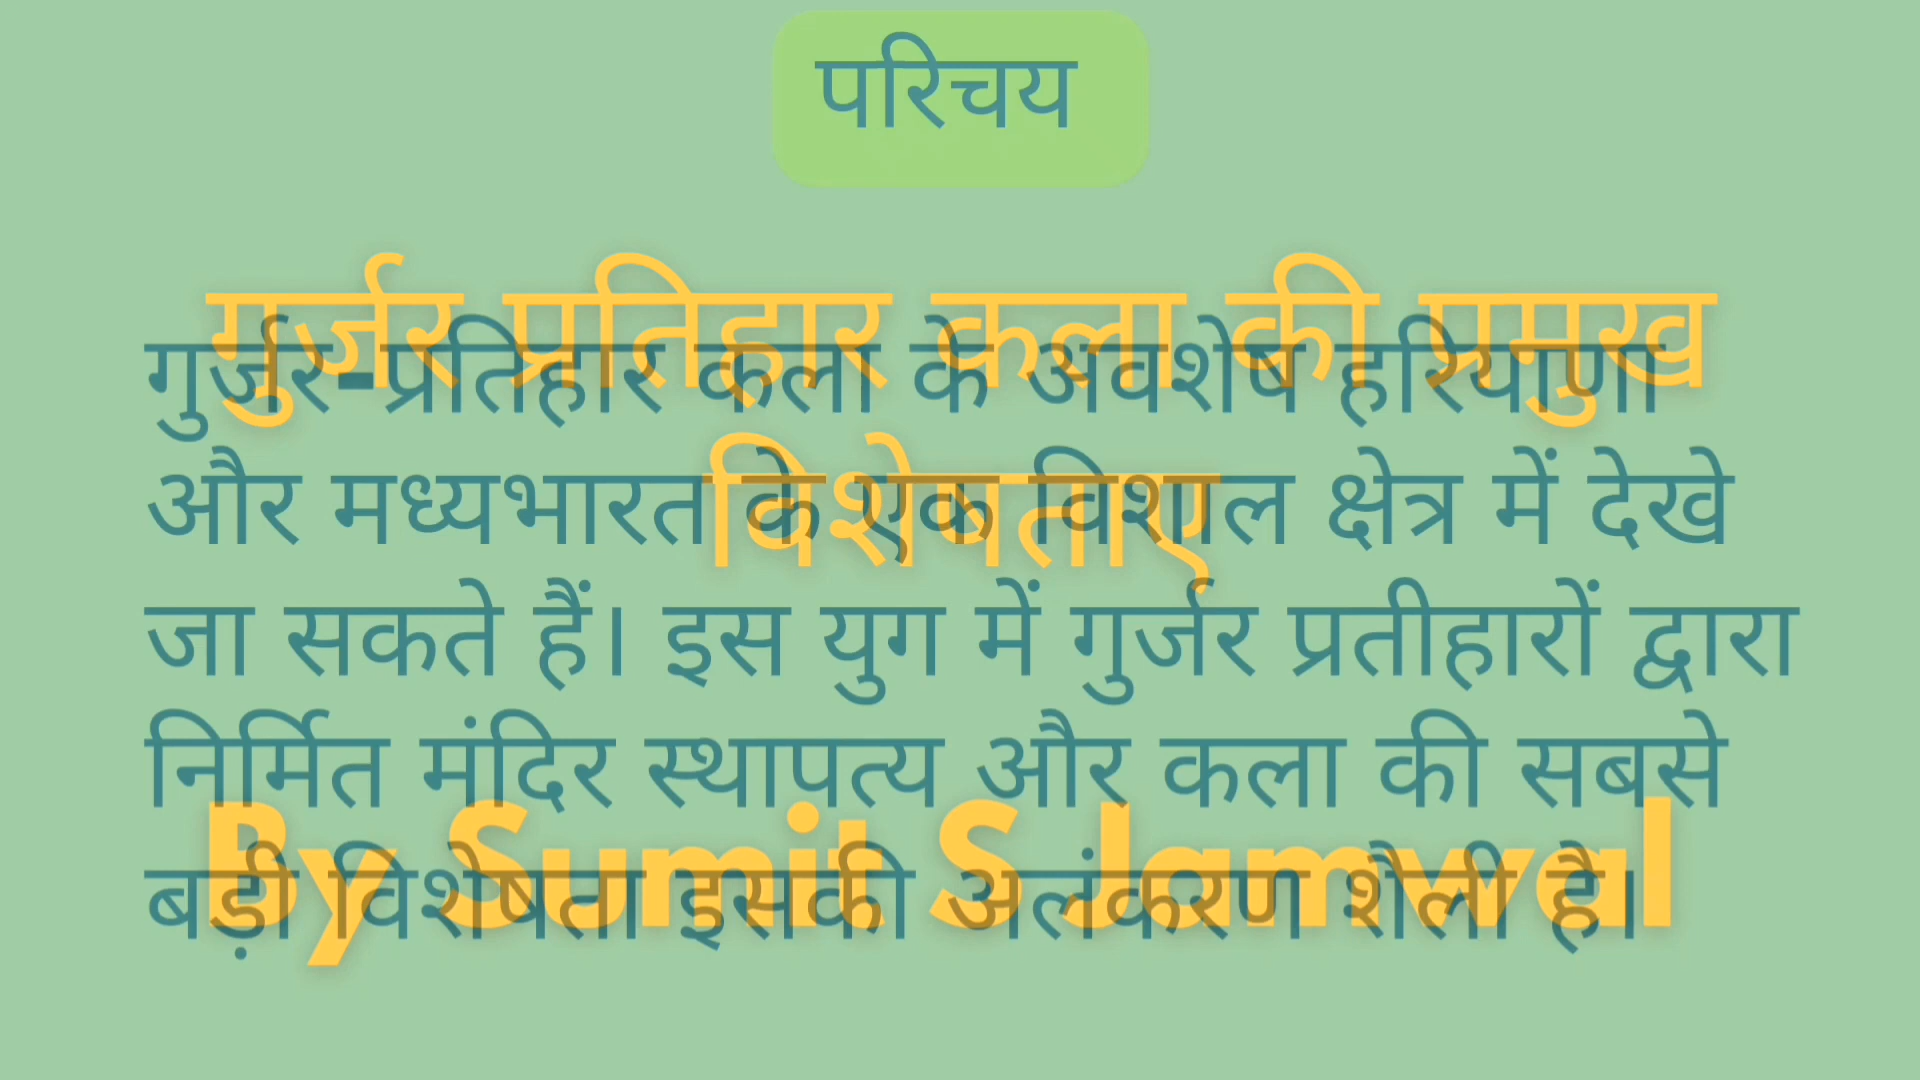 परिचय
गुर्जर प्रतिहार कला की प्रमुख
विशेषताए
गुर्जर-प्रतिहार कला के अवशेष हरियाणा
और मध्यभारत के एक विशाल क्षेत्र में देखे
जा सकते हैं। इस युग में गुर्जर प्रतीहारों द्वारा
निर्मित मंदिर स्थापत्य और कला की सबसे
बड़ी विशेषता इसकी अलंकरण शैली है।
By Sumit S Jamwal